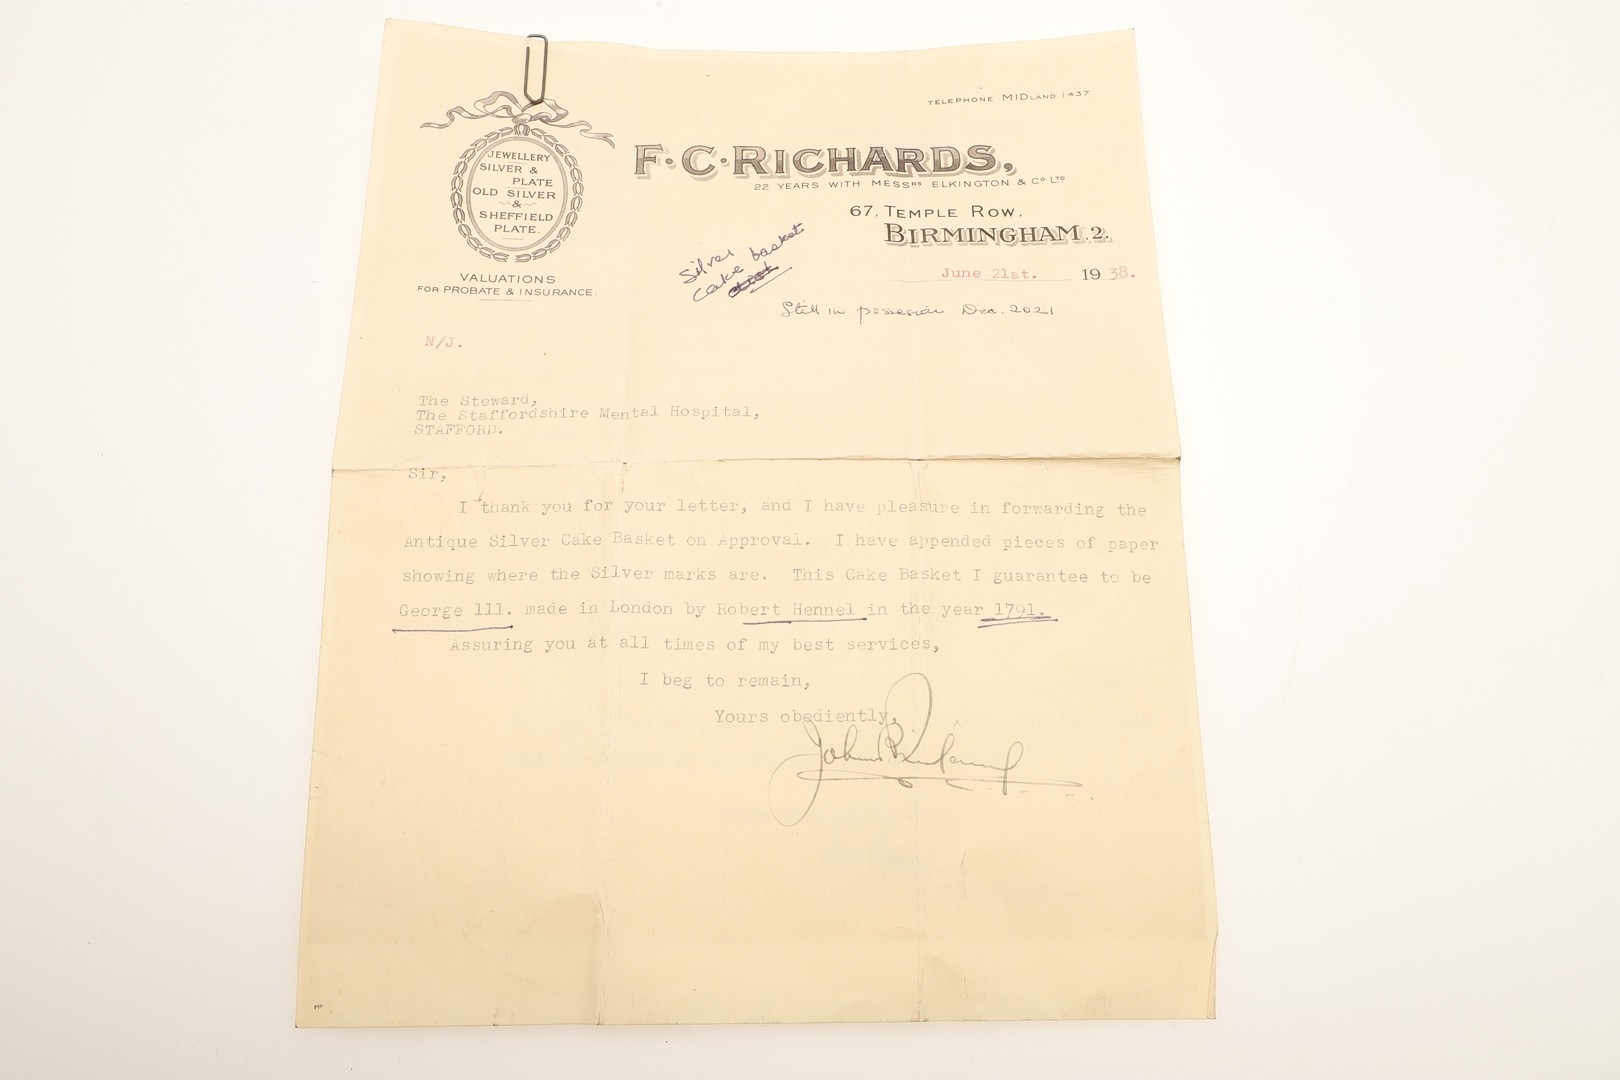 TELEPHONE MIDLAND 1437
JEWELLERY
SILVER &
PLATE
OLD SILVER
&
SHEFFIELD
PLATE.
VALUATIONS
FOR PROBATE & INSURANCE.
F.C.RICHARDS,
22 YEARS WITH MESSRS ELKINGTON & CO LTD
67, TEMPLE ROW,
BIRMINGHAM.2.
June 21st. 1938.
Silver
cake basket
Still in possession Dec. 2021
N/J.
The Steward,
The Staffordshire Mental Hospital,
STAFFORD.
Sir,
I thank you for your letter, and I have pleasure in forwarding the
Antique Silver Cake Basket on Approval. I have appended pieces of paper
showing where the Silver marks are. This Cake Basket I guarantee to be
George 111. made in London by Robert Hennel in the year 1791.
Assuring you at all times of my best services,
I beg to remain,
Yours obediently,